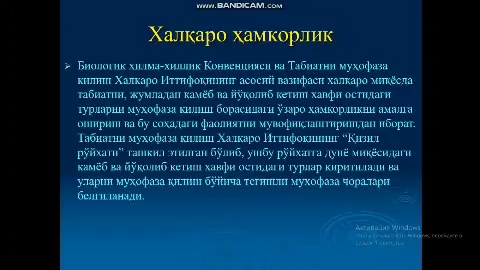 www.BANDICAM.com
Халқаро ҳамкорлик
Биологик хилма-хиллик Конвенцияси ва Табиатни муҳофаза
қилиш Халқаро Иттифоқининг асосий вазифаси халқаро миқёсда
табиатни, жумладан камёб ва йўқолиб кетиш хавфи остидаги
турларни муҳофаза қилиш борасидаги ўзаро ҳамкорликни амалга
ошириш ва бу соҳадаги фаолиятни мувофиқлаштиришдан иборат.
Табиатни муҳофаза қилиш Халқаро Иттифоқининг “Қизил
рўйхати” ташкил этилган бўлиб, ушбу рўйхатга дунё миқёсидаги
камёб ва йўқолиб кетиш хавфи остидаги турлар киритилади ва
уларни муҳофаза қилиш бўйича тегишли муҳофаза чоралари
белгиланади.
Активация Windows